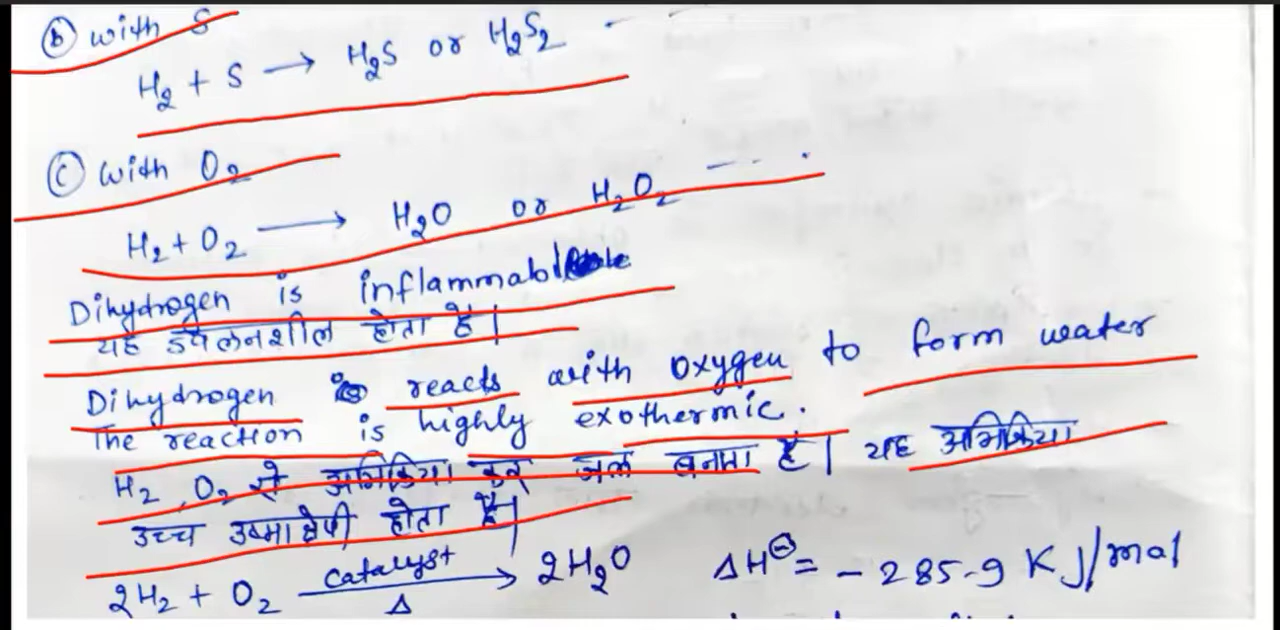 ⓑ with S
H₂ + S ⟶ H₂S or H₂S₂
ⓒ with O₂
H₂ + O₂ ⟶ H₂O or H₂O₂
Dihydrogen is inflammable
यह ज्वलनशील होता है।
Dihydrogen reacts with oxygen to form water
The reaction is highly exothermic.
H₂, O₂ से अभिक्रिया कर जल बनाता है। यह अभिक्रिया
उच्च उष्माक्षेपी होता है।
2H₂ + O₂ ⟶ 2H₂O ΔH⊖ = -285.9 KJ/mol
catalyst
Δ